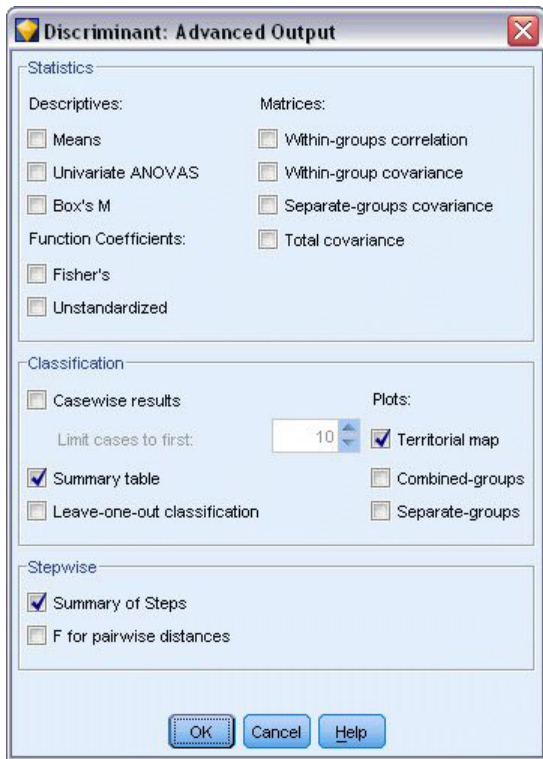 Discriminant: Advanced Output
Statistics
Descriptives:
Means
Univariate ANOVAS
Box's M
Function Coefficients:
Fisher's
Unstandardized
Matrices:
Within-groups correlation
Within-group covariance
Separate-groups covariance
Total covariance
Classification
Casewise results
Limit cases to first: 10
Summary table
Leave-one-out classification
Plots:
Territorial map
Combined-groups
Separate-groups
Stepwise
Summary of Steps
F for pairwise distances
OK Cancel Help